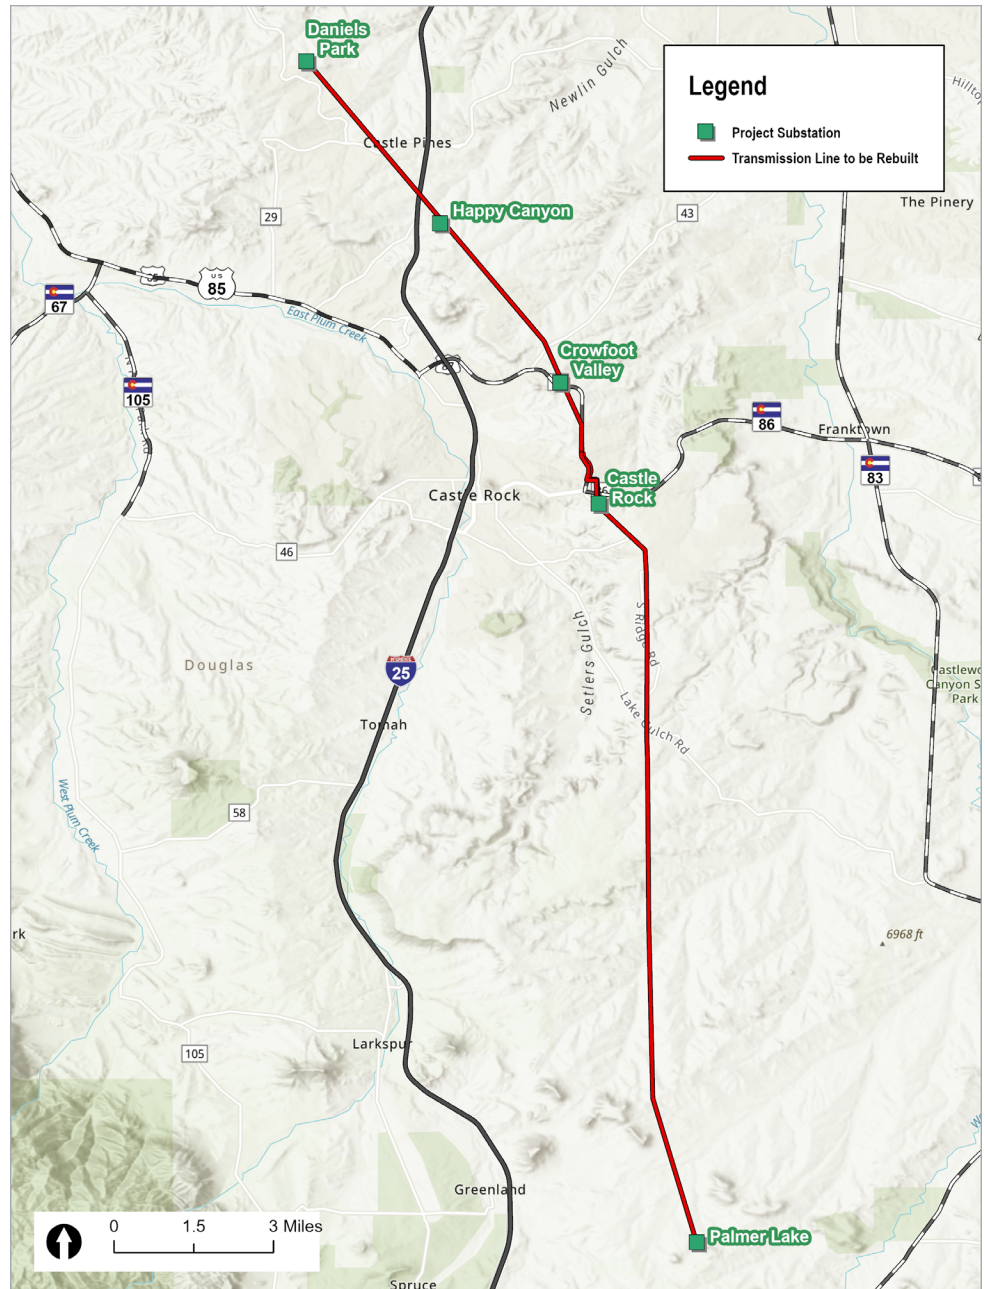 Daniels
Park
Newlin Gulch
Legend
Project Substation
Transmission Line to be Rebuilt
Castle Pines
The Pinery
Happy Canyon
29
43
US
85
67
East Plum Creek
Crowfoot
Valley
105
86
Franktown
83
Castle
Rock
Castle Rock
46
S Ridge Rd
Setlers Gulch
Douglas
25
Canyon S
Park
Lake Gulch Rd
Tomah
West Plum Creek
58
rk
6968 ft
Larkspur
105
Greenland
Palmer Lake
0 1.5 3 Miles
Spruce